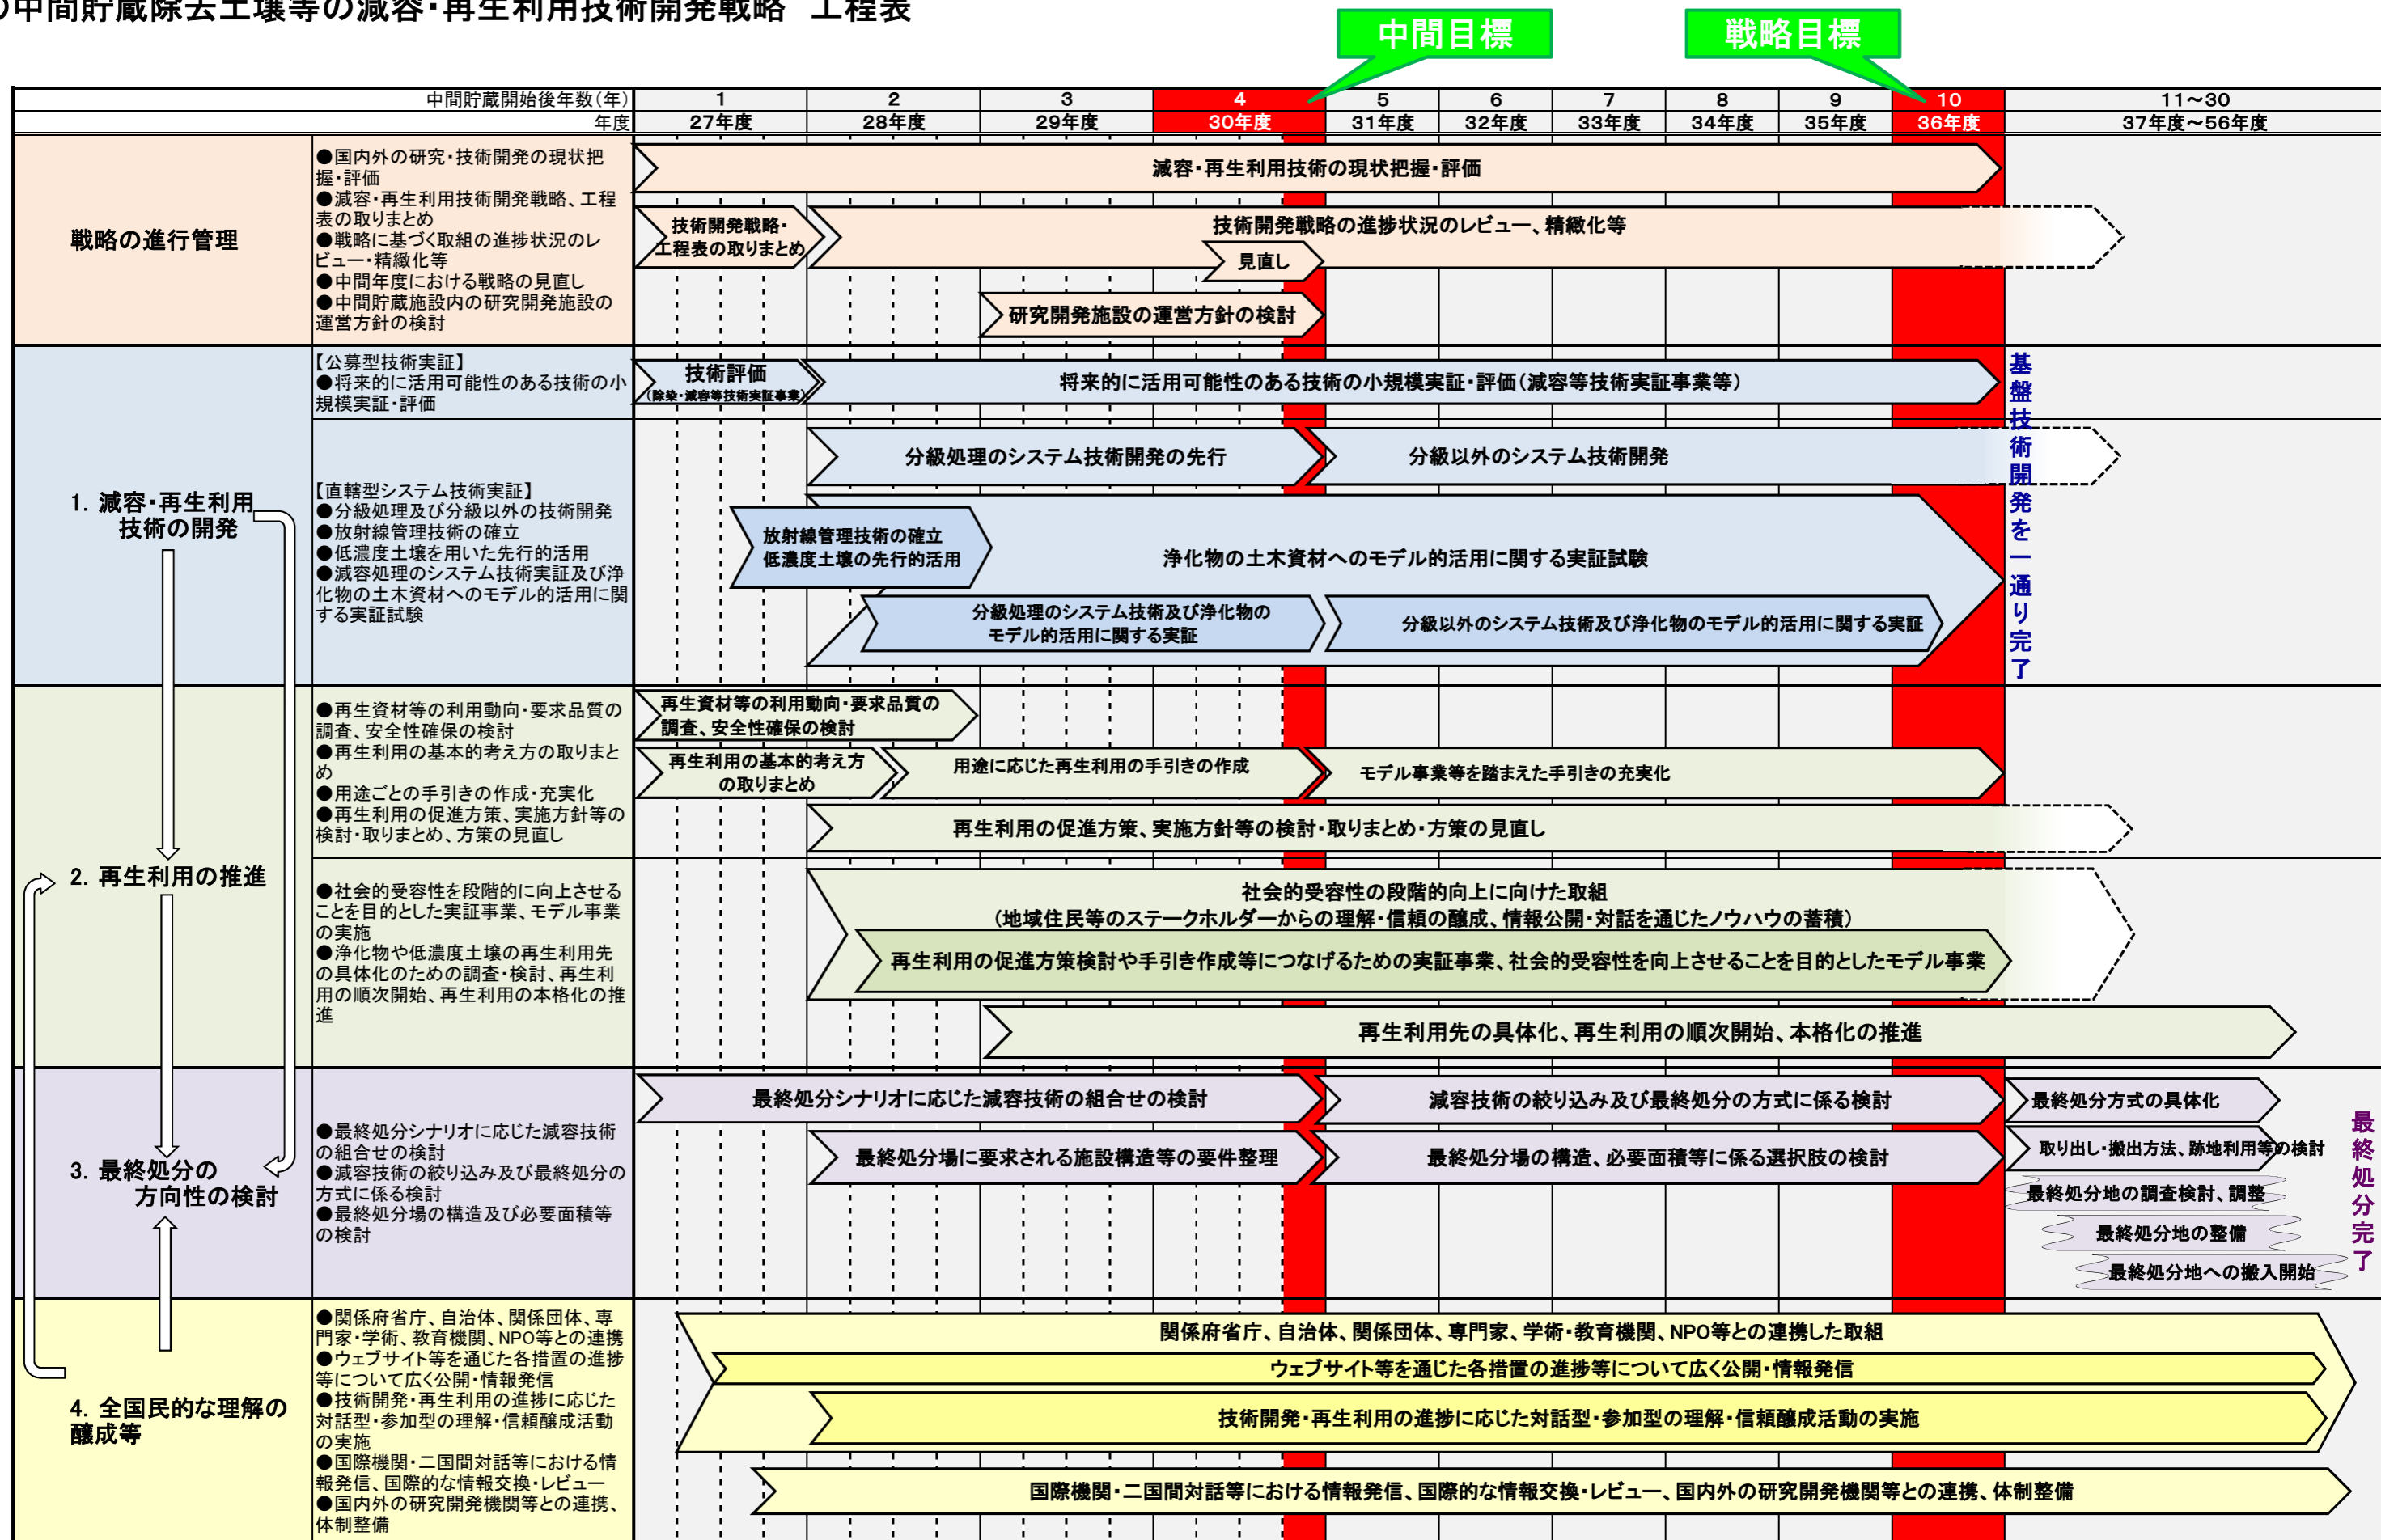 の中間貯蔵除去土壌等の減容・再生利用技術開発戦略　工程表
中間目標
戦略目標
中間貯蔵開始後年数（年）
1
2
3
4
5
6
7
8
9
10
11～30
年度
27年度
28年度
29年度
30年度
31年度
32年度
33年度
34年度
35年度
36年度
37年度～56年度
戦略の進行管理
●国内外の研究・技術開発の現状把
握・評価
●減容・再生利用技術開発戦略、工程
表の取りまとめ
●戦略に基づく取組の進捗状況のレ
ビュー・精緻化等
●中間年度における戦略の見直し
●中間貯蔵施設内の研究開発施設の
運営方針の検討
減容・再生利用技術の現状把握・評価
技術開発戦略・
工程表の取りまとめ
技術開発戦略の進捗状況のレビュー、精緻化等
見直し
研究開発施設の運営方針の検討
1. 減容・再生利用
技術の開発
【公募型技術実証】
●将来的に活用可能性のある技術の小
規模実証・評価
技術評価
（除染・減容等技術実証事業）
将来的に活用可能性のある技術の小規模実証・評価（減容等技術実証事業等）
【直轄型システム技術実証】
●分級処理及び分級以外の技術開発
●放射線管理技術の確立
●低濃度土壌を用いた先行的活用
●減容処理のシステム技術実証及び浄
化物の土木資材へのモデル的活用に関
する実証試験
分級処理のシステム技術開発の先行
分級以外のシステム技術開発
放射線管理技術の確立
低濃度土壌の先行的活用
浄化物の土木資材へのモデル的活用に関する実証試験
分級処理のシステム技術及び浄化物の
モデル的活用に関する実証
分級以外のシステム技術及び浄化物のモデル的活用に関する実証
基盤技術開発を一通り完了
2. 再生利用の推進
●再生資材等の利用動向・要求品質の
調査、安全性確保の検討
●再生利用の基本的考え方の取りまと
め
●用途ごとの手引きの作成・充実化
●再生利用の促進方策、実施方針等の
検討・取りまとめ、方策の見直し
再生資材等の利用動向・要求品質の
調査、安全性確保の検討
再生利用の基本的考え方
の取りまとめ
用途に応じた再生利用の手引きの作成
モデル事業等を踏まえた手引きの充実化
再生利用の促進方策、実施方針等の検討・取りまとめ・方策の見直し
●社会的受容性を段階的に向上させる
ことを目的とした実証事業、モデル事業
の実施
●浄化物や低濃度土壌の再生利用先
の具体化のための調査・検討、再生利
用の順次開始、再生利用の本格化の推
進
社会的受容性の段階的向上に向けた取組
（地域住民等のステークホルダーからの理解・信頼の醸成、情報公開・対話を通じたノウハウの蓄積）
再生利用の促進方策検討や手引き作成等につなげるための実証事業、社会的受容性を向上させることを目的としたモデル事業
再生利用先の具体化、再生利用の順次開始、本格化の推進
3. 最終処分の
方向性の検討
●最終処分シナリオに応じた減容技術
の組合せの検討
●減容技術の絞り込み及び最終処分の
方式に係る検討
●最終処分場の構造及び必要面積等
の検討
最終処分シナリオに応じた減容技術の組合せの検討
減容技術の絞り込み及び最終処分の方式に係る検討
最終処分方式の具体化
最終処分場に要求される施設構造等の要件整理
最終処分場の構造、必要面積等に係る選択肢の検討
取り出し・搬出方法、跡地利用等の検討
最終処分地の調査検討、調整
最終処分地の整備
最終処分地への搬入開始
最終処分完了
4. 全国民的な理解の
醸成等
●関係府省庁、自治体、関係団体、専
門家・学術、教育機関、NPO等との連携
●ウェブサイト等を通じた各措置の進捗
等について広く公開・情報発信
●技術開発・再生利用の進捗に応じた
対話型・参加型の理解・信頼醸成活動
の実施
●国際機関・二国間対話等における情
報発信、国際的な情報交換・レビュー
●国内外の研究開発機関等との連携、
体制整備
関係府省庁、自治体、関係団体、専門家、学術・教育機関、NPO等との連携した取組
ウェブサイト等を通じた各措置の進捗等について広く公開・情報発信
技術開発・再生利用の進捗に応じた対話型・参加型の理解・信頼醸成活動の実施
国際機関・二国間対話等における情報発信、国際的な情報交換・レビュー、国内外の研究開発機関等との連携、体制整備